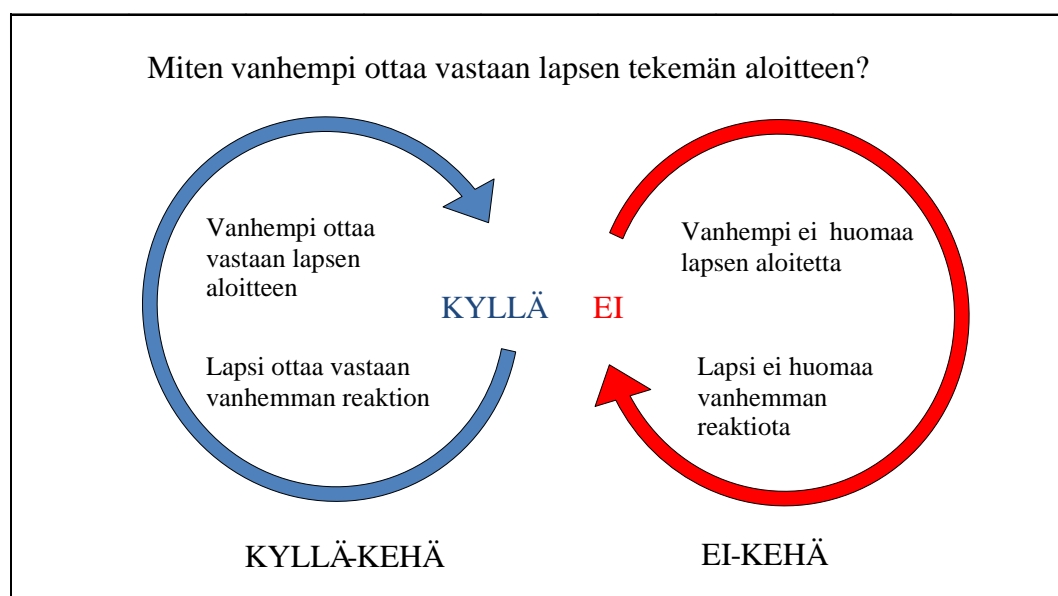 Miten vanhempi ottaa vastaan lapsen tekemän aloitteen?
Vanhempi ottaa
vastaan lapsen
aloitteen
Lapsi ottaa vastaan
vanhemman reaktion
KYLLÄ
EI
Vanhempi ei huomaa
lapsen aloitetta
Lapsi ei huomaa
vanhemman
reaktiota
KYLLÄ-KEHÄ
EI-KEHÄ